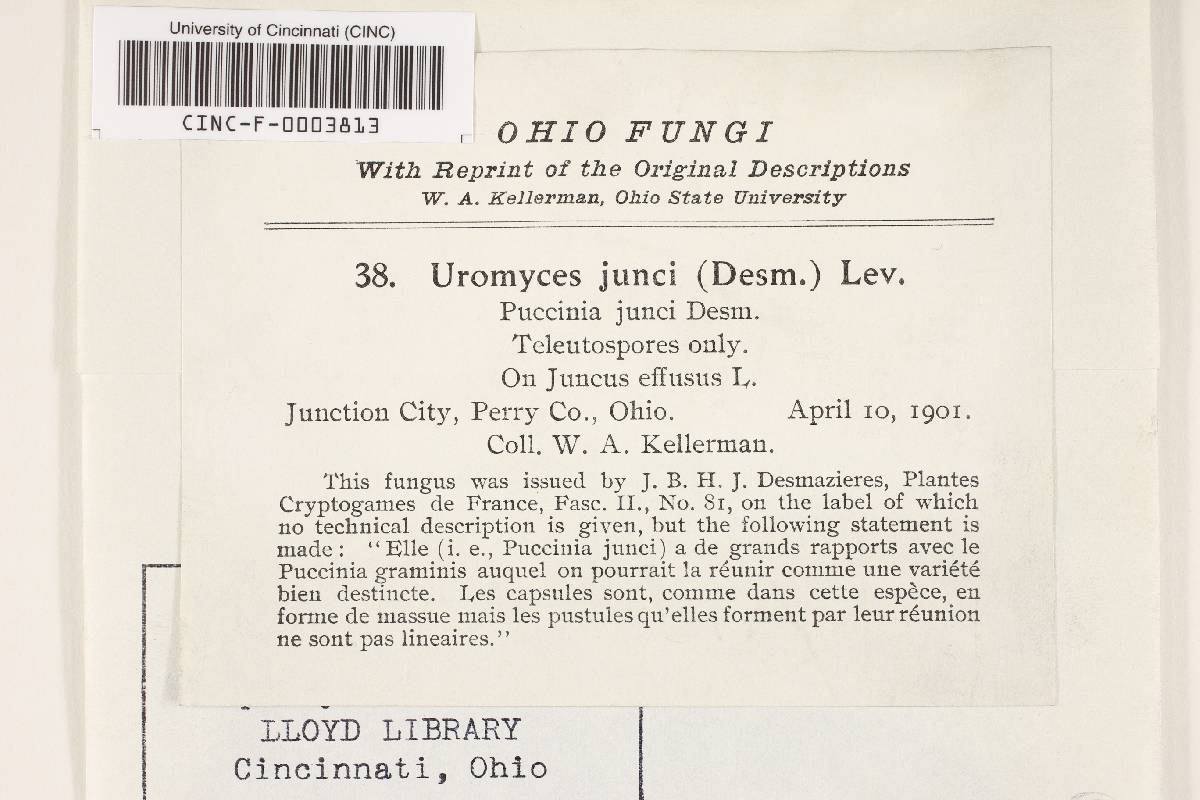 University of Cincinnati (CINC)
CINC-F-0003813
OHIO FUNGI
With Reprint of the Original Descriptions
W. A. Kellerman, Ohio State University
38. Uromyces junci (Desm.) Lev.
Puccinia junci Desm.
Teleutospores only.
On Juncus effusus L.
Junction City, Perry Co., Ohio. April 10, 1901.
Coll. W. A. Kellerman.
This fungus was issued by J. B. H. J. Desmazieres, Plantes
Cryptogames de France, Fasc. II., No. 81, on the label of which
no technical description is given, but the following statement is
made: "Elle (i. e., Puccinia junci) a de grands rapports avec le
Puccinia graminis auquel on pourrait la réunir comme une variété
bien destincte. Les capsules sont, comme dans cette espèce, en
forme de massue mais les pustules qu'elles forment par leur réunion
ne sont pas lineaires."
LLOYD LIBRARY
Cincinnati, Ohio